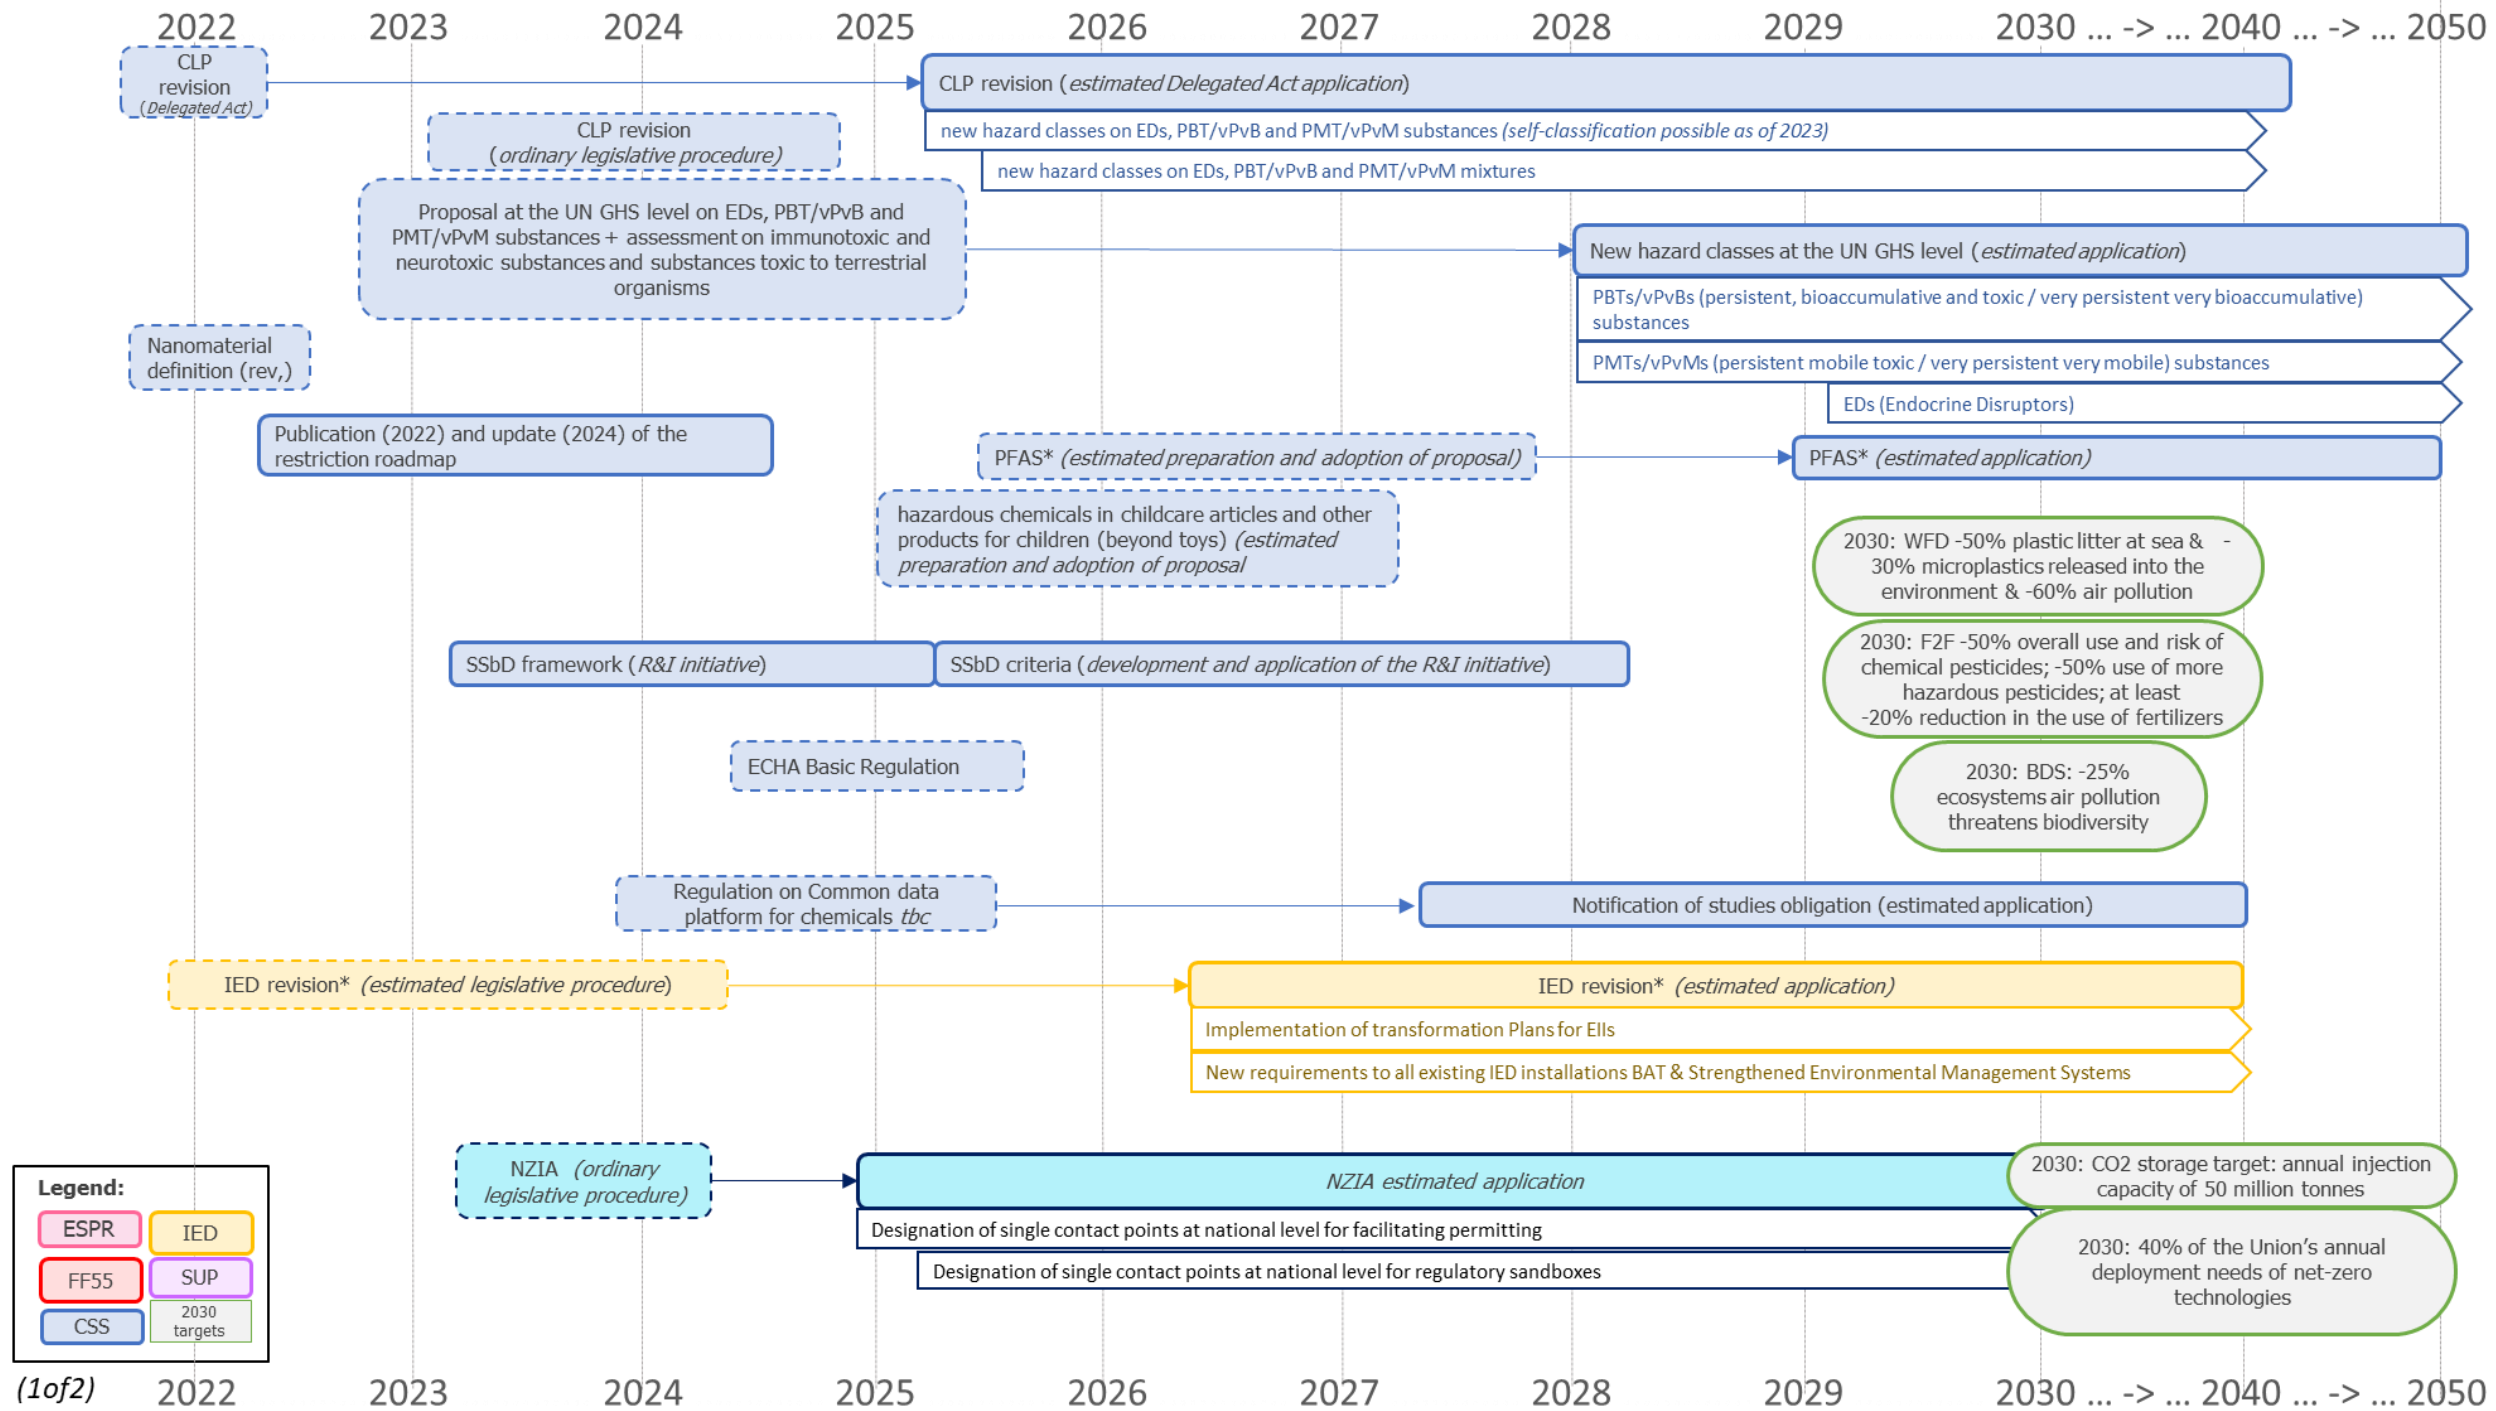 2022 2023 2024 2025 2026 2027 2028 2029 2030 ... -> ... 2040 ... -> ... 2050
CLP
revision
(Delegated Act)
CLP revision (estimated Delegated Act application)
CLP revision
(ordinary legislative procedure)
new hazard classes on EDs, PBT/vPvB and PMT/vPvM substances (self-classification possible as of 2023)
new hazard classes on EDs, PBT/vPvB and PMT/vPvM mixtures
Proposal at the UN GHS level on EDs, PBT/vPvB and
PMT/vPvM substances + assessment on immunotoxic and
neurotoxic substances and substances toxic to terrestrial
organisms
New hazard classes at the UN GHS level (estimated application)
PBTs/vPvBs (persistent, bioaccumulative and toxic / very persistent very bioaccumulative)
substances
Nanomaterial
definition (rev,)
PMTs/vPvMs (persistent mobile toxic / very persistent very mobile) substances
EDs (Endocrine Disruptors)
Publication (2022) and update (2024) of the
restriction roadmap
PFAS* (estimated preparation and adoption of proposal)
PFAS* (estimated application)
hazardous chemicals in childcare articles and other
products for children (beyond toys) (estimated
preparation and adoption of proposal
2030: WFD -50% plastic litter at sea & -
30% microplastics released into the
environment & -60% air pollution
SSbD framework (R&I initiative)
SSbD criteria (development and application of the R&I initiative)
2030: F2F -50% overall use and risk of
chemical pesticides; -50% use of more
hazardous pesticides; at least
-20% reduction in the use of fertilizers
ECHA Basic Regulation
2030: BDS: -25%
ecosystems air pollution
threatens biodiversity
Regulation on Common data
platform for chemicals tbc
Notification of studies obligation (estimated application)
IED revision* (estimated legislative procedure)
IED revision* (estimated application)
Implementation of transformation Plans for EIIs
New requirements to all existing IED installations BAT & Strengthened Environmental Management Systems
NZIA (ordinary
legislative procedure)
NZIA estimated application
2030: CO2 storage target: annual injection
capacity of 50 million tonnes
Designation of single contact points at national level for facilitating permitting
Designation of single contact points at national level for regulatory sandboxes
2030: 40% of the Union's annual
deployment needs of net-zero
technologies
Legend:
ESPR
IED
FF55
SUP
CSS
2030
targets
(1of2)
2022 2023 2024 2025 2026 2027 2028 2029 2030 ... -> ... 2040 ... -> ... 2050